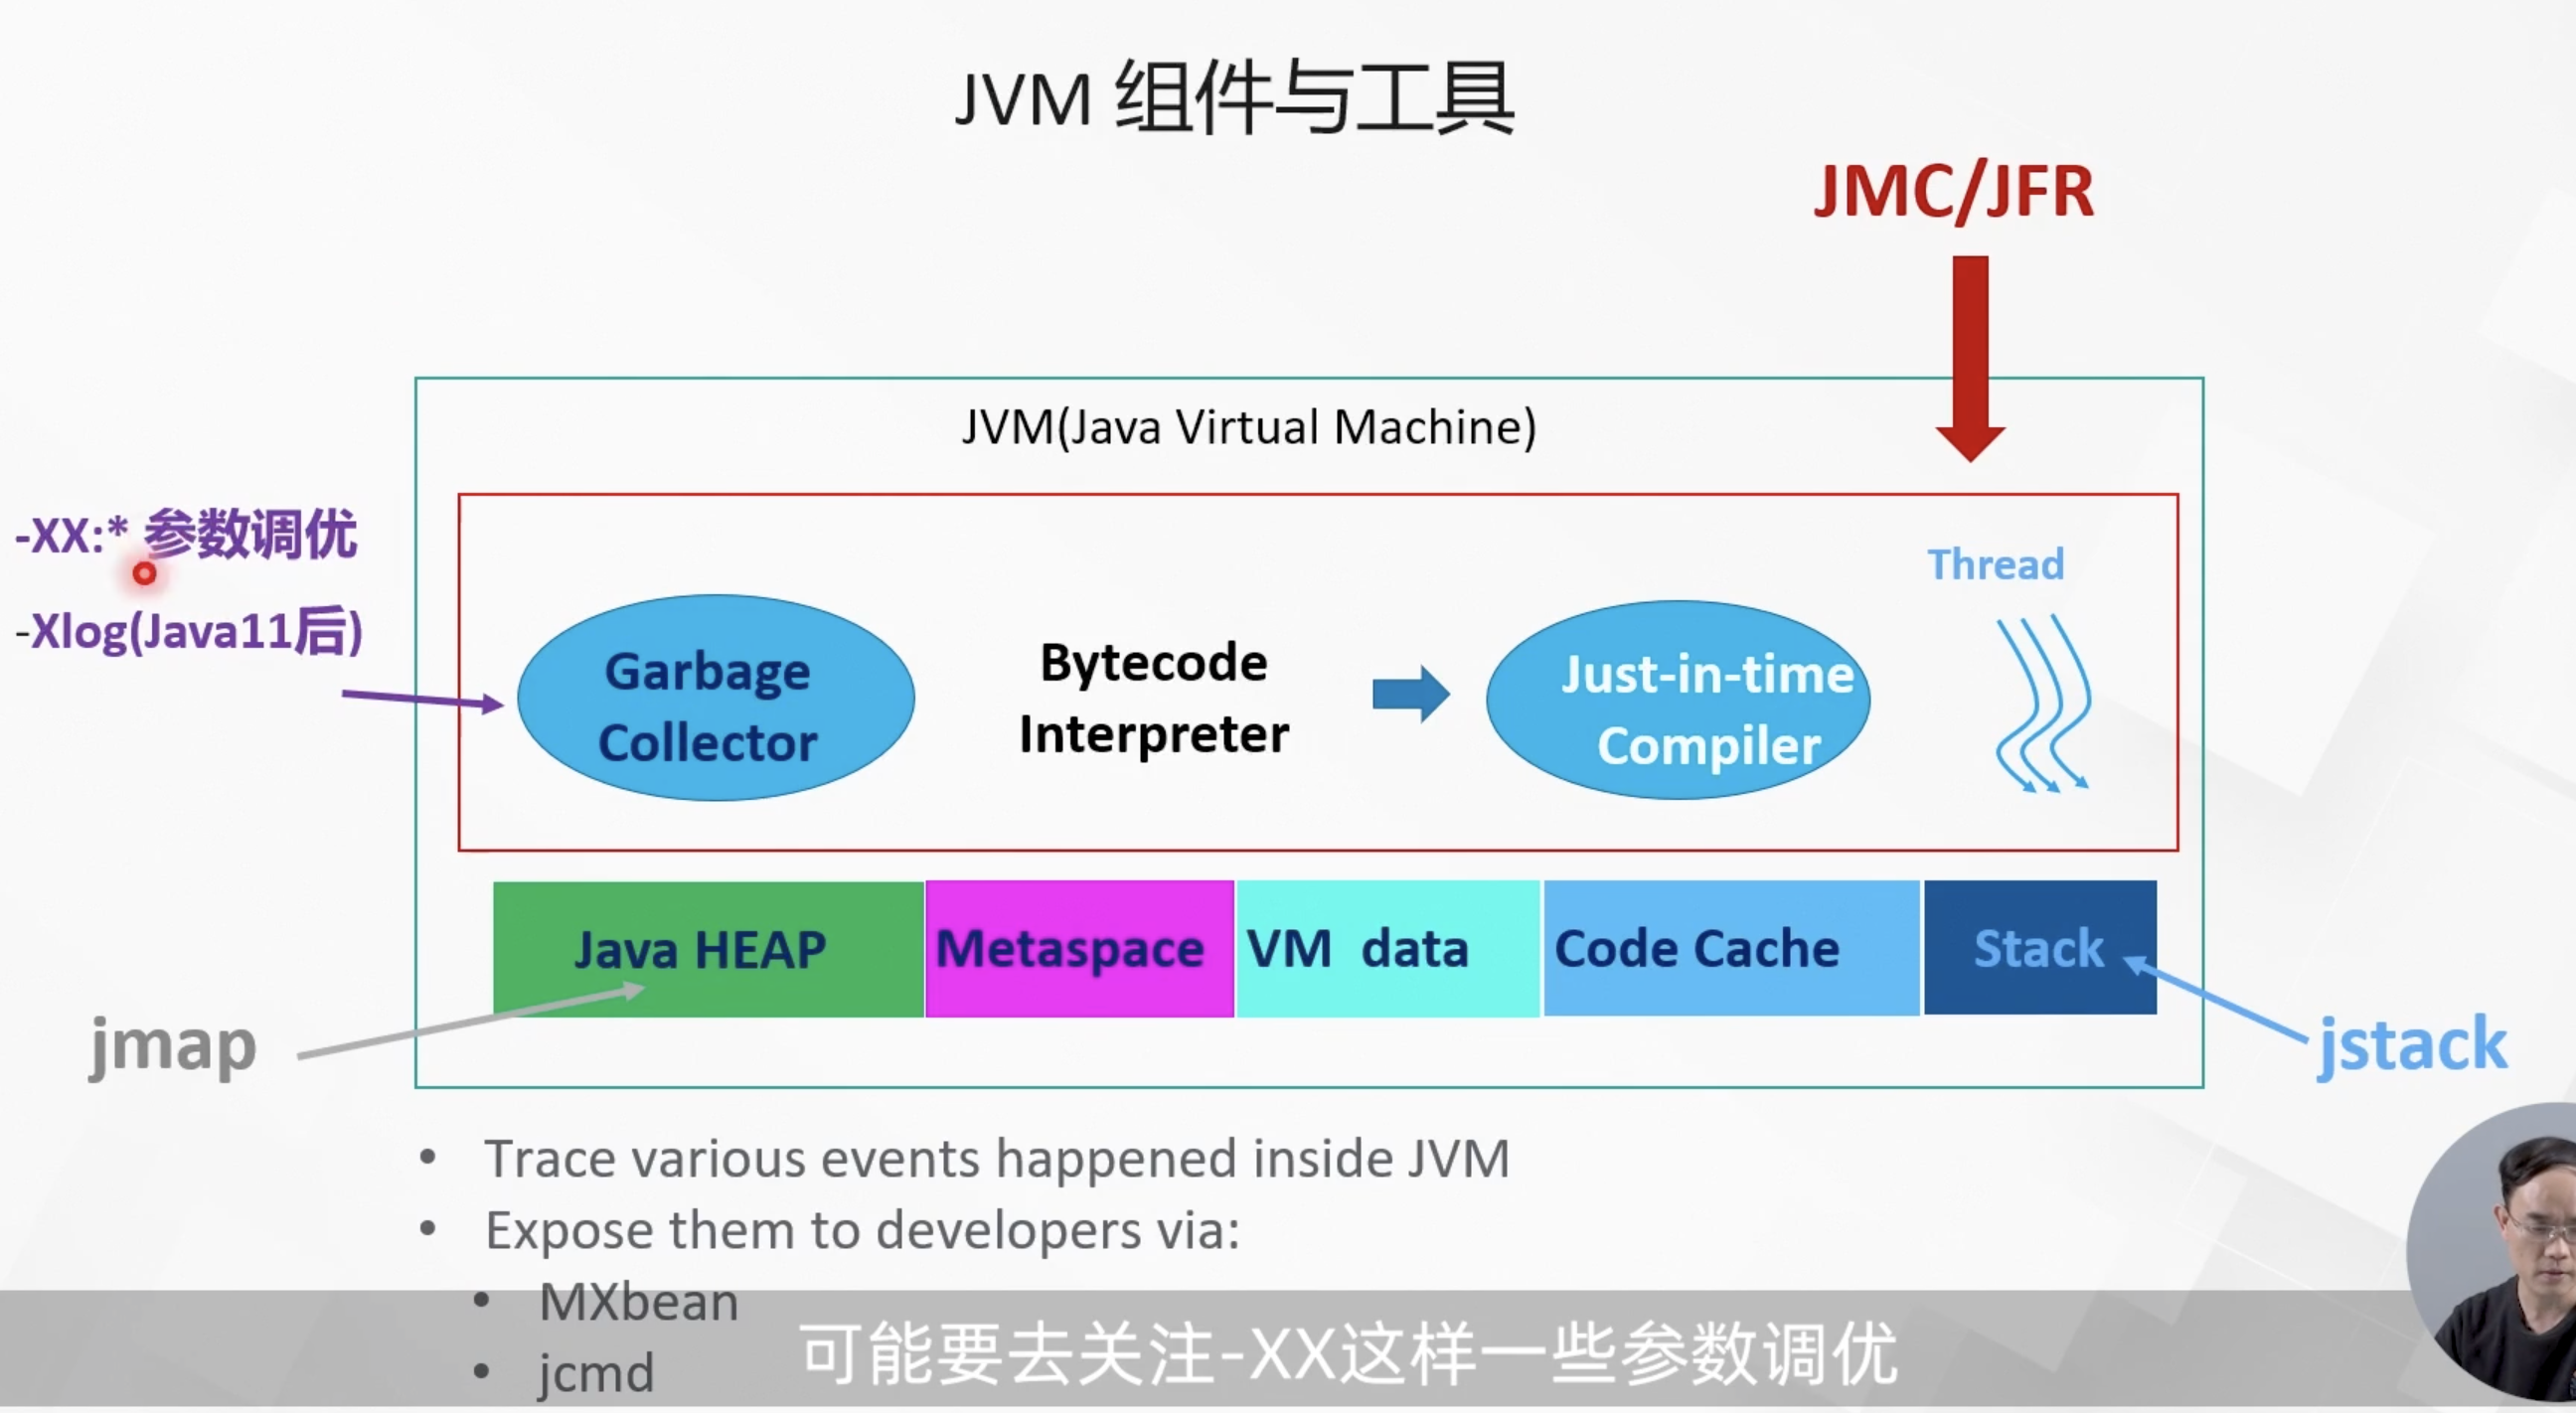 JVM 组件与工具
JMC/JFR
JVM(Java Virtual Machine)
-XX:* 参数调优
-Xlog(Java11后)
Thread
Garbage
Collector
Bytecode
Interpreter
Just-in-time
Compiler
Java HEAP
Metaspace
VM data
Code Cache
Stack
jmap
jstack
• Trace various events happened inside JVM
• Expose them to developers via:
• MXbean
• jcmd
可能要去关注-XX这样一些参数调优